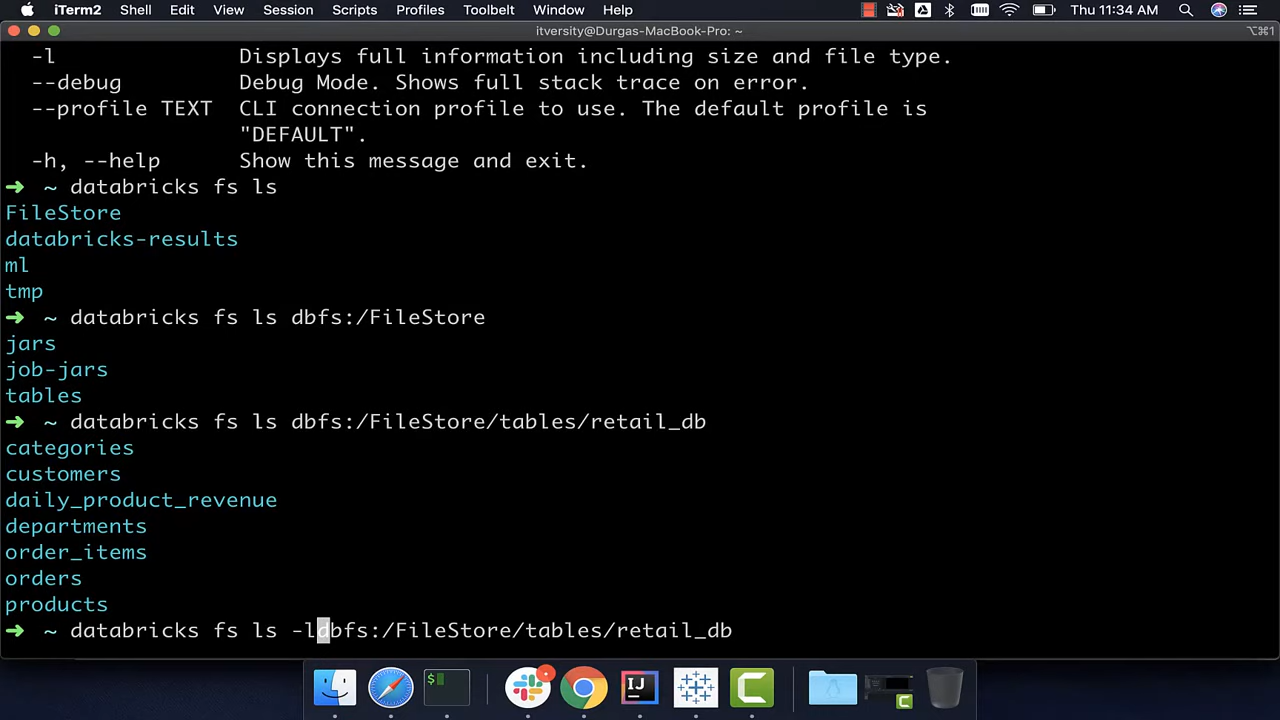 iTerm2 Shell Edit View Session Scripts Profiles Toolbelt Window Help Thu 11:34 AM
itversity@Durgas-MacBook-Pro: ~ ⌥⌘1
-l Displays full information including size and file type.
--debug Debug Mode. Shows full stack trace on error.
--profile TEXT CLI connection profile to use. The default profile is
"DEFAULT".
-h, --help Show this message and exit.
➜ ~ databricks fs ls
FileStore
databricks-results
ml
tmp
➜ ~ databricks fs ls dbfs:/FileStore
jars
job-jars
tables
➜ ~ databricks fs ls dbfs:/FileStore/tables/retail_db
categories
customers
daily_product_revenue
departments
order_items
orders
products
➜ ~ databricks fs ls -ldbfs:/FileStore/tables/retail_db
$ IJ C